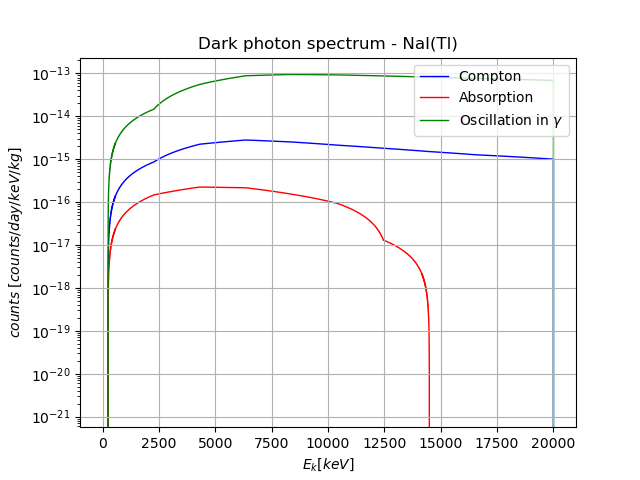 Dark photon spectrum - NaI(Tl)
Compton
Absorption
Oscillation in γ
10⁻¹³
10⁻¹⁴
10⁻¹⁵
10⁻¹⁶
10⁻¹⁷
10⁻¹⁸
10⁻¹⁹
10⁻²⁰
10⁻²¹
counts [counts/day/keV/kg]
0 2500 5000 7500 10000 12500 15000 17500 20000
E_k[keV]